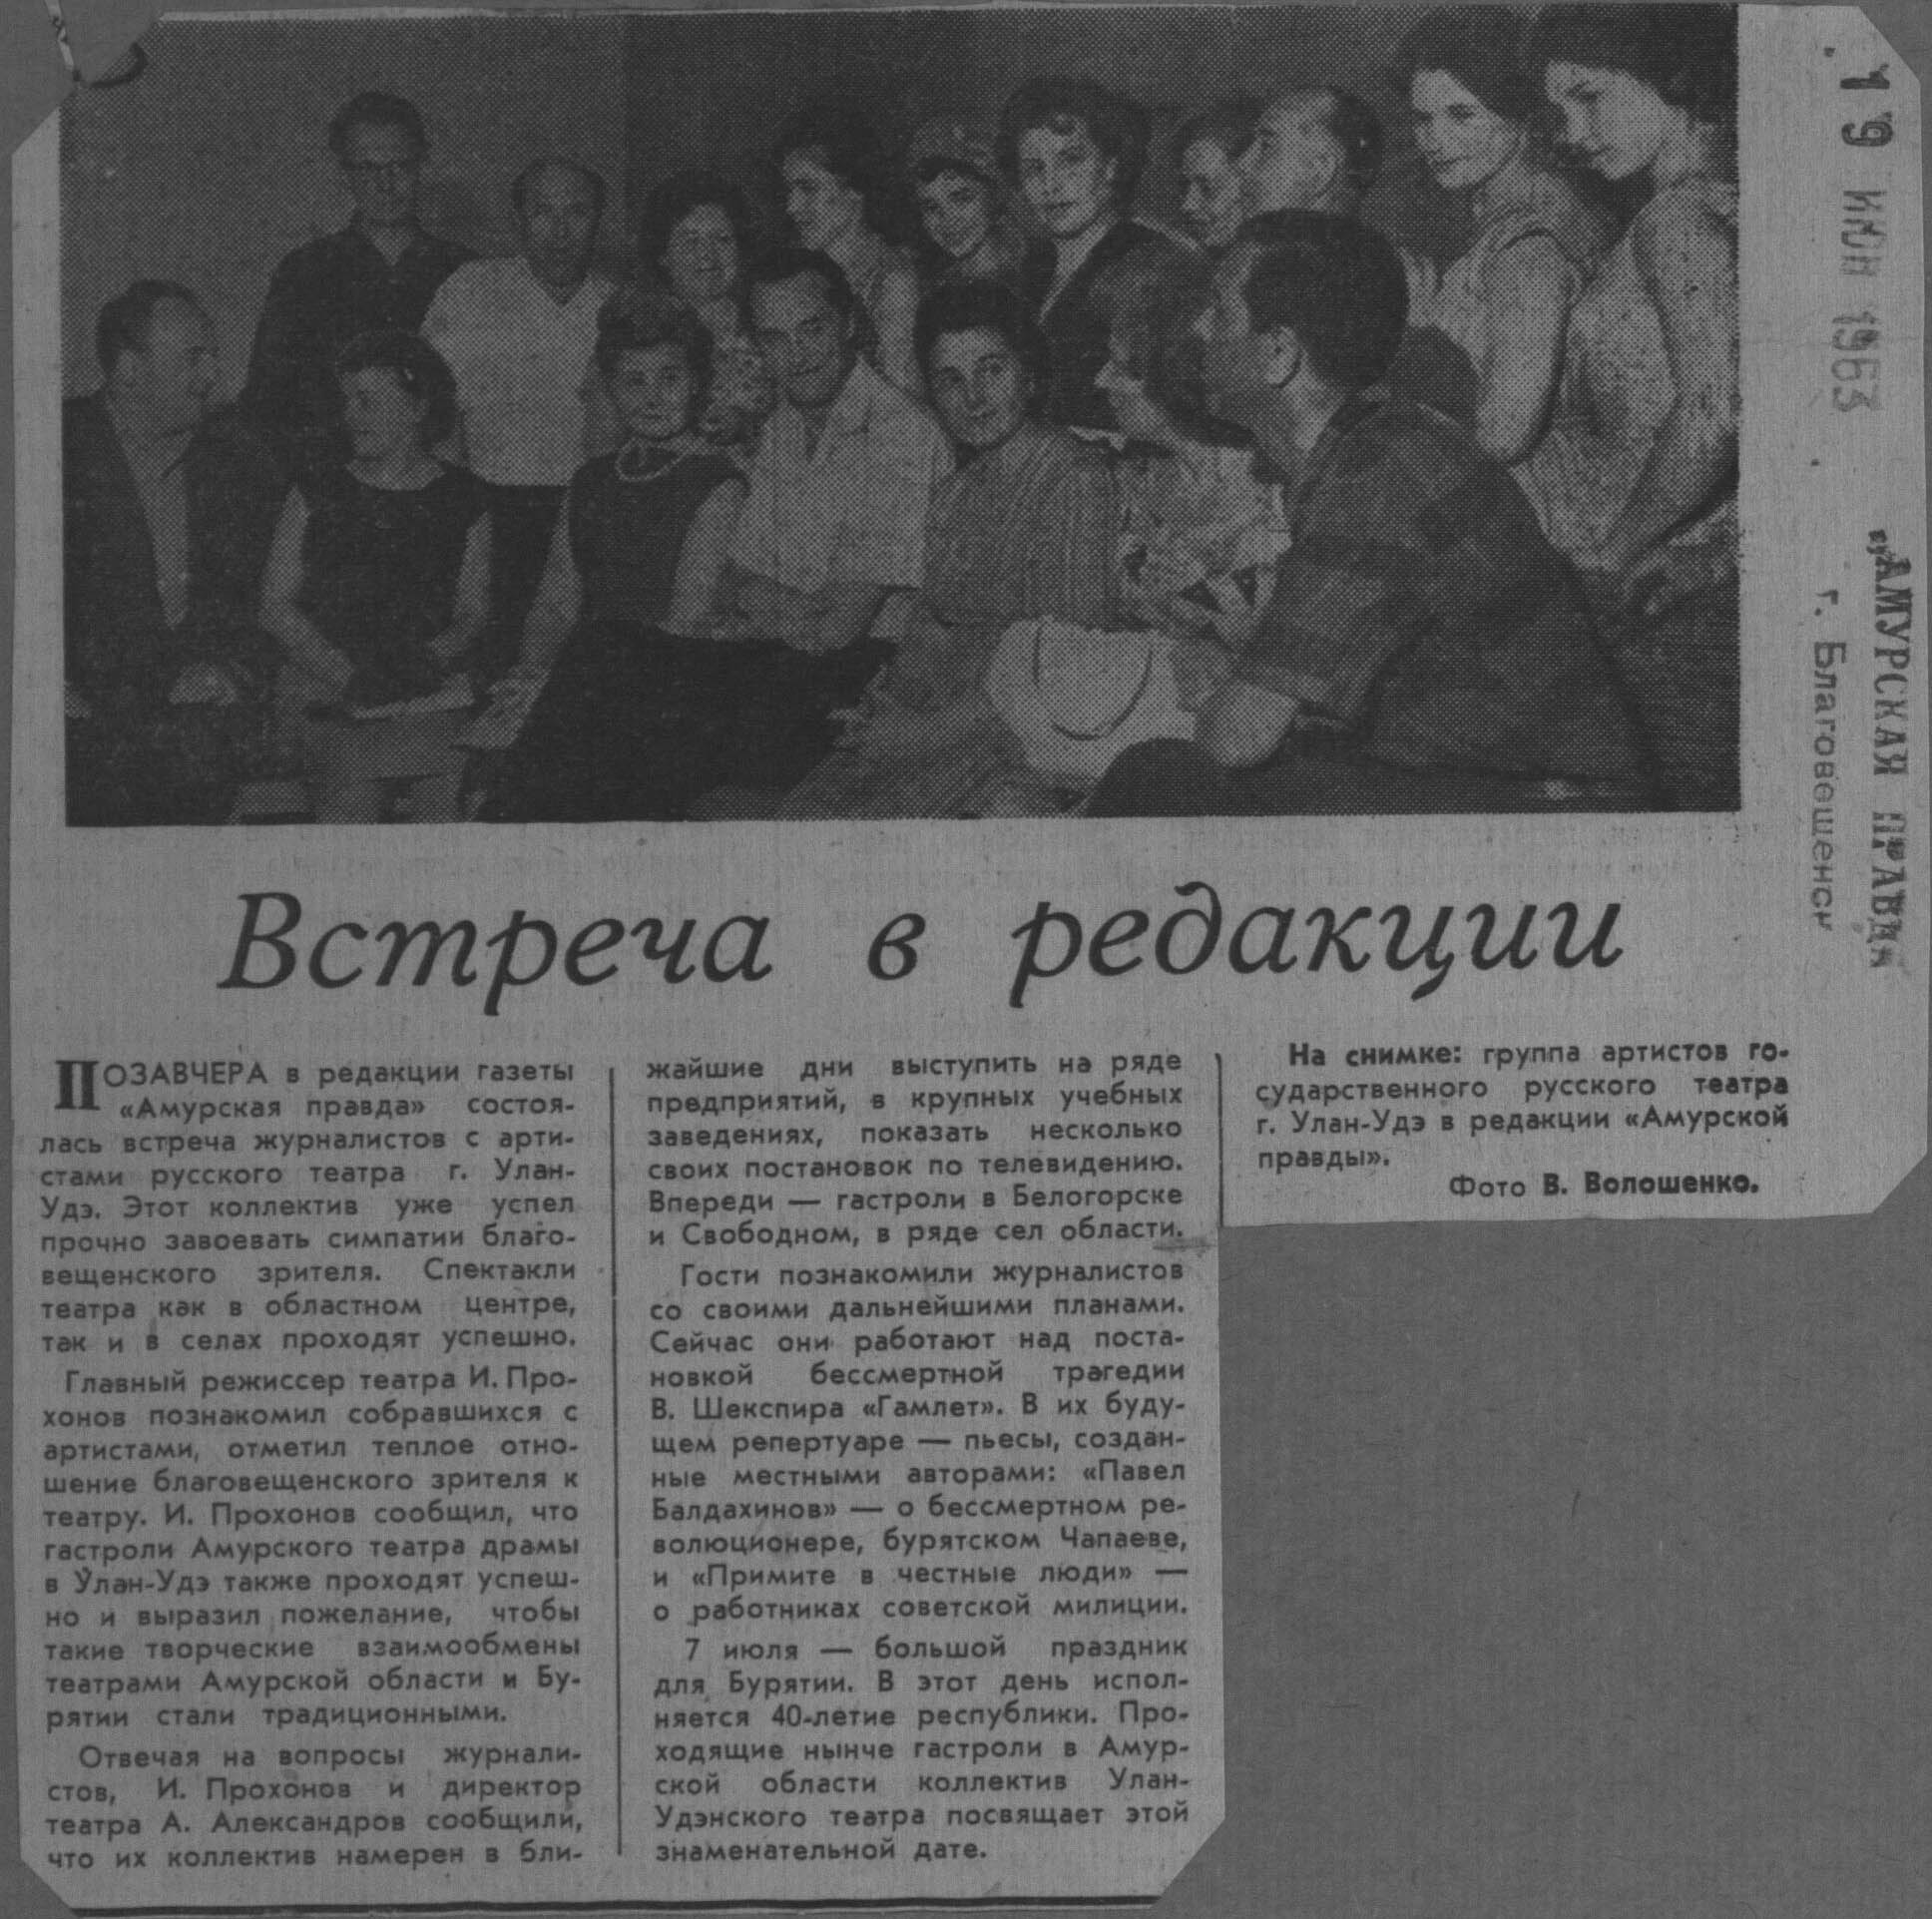 Встреча в редакции
ПОЗАВЧЕРА в редакции газеты
«Амурская правда» состоя-
лась встреча журналистов с арти-
стами русского театра г. Улан-
Удэ. Этот коллектив уже успел
прочно завоевать симпатии благо-
вещенского зрителя. Спектакли
театра как в областном центре,
так и в селах проходят успешно.
Главный режиссер театра И. Про-
хонов познакомил собравшихся с
артистами, отметил теплое отно-
шение благовещенского зрителя к
театру. И. Прохонов сообщил, что
гастроли Амурского театра драмы
в Улан-Удэ также проходят успеш-
но и выразил пожелание, чтобы
такие творческие взаимообмены
театрами Амурской области и Бу-
рятии стали традиционными.
Отвечая на вопросы журнали-
стов, И. Прохонов и директор
театра А. Александров сообщили,
что их коллектив намерен в бли-
жайшие дни выступить на ряде
предприятий, в крупных учебных
заведениях, показать несколько
своих постановок по телевидению.
Впереди — гастроли в Белогорске
и Свободном, в ряде сел области.
Гости познакомили журналистов
со своими дальнейшими планами.
Сейчас они работают над поста-
новкой бессмертной трагедии
В. Шекспира «Гамлет». В их буду-
щем репертуаре — пьесы, создан-
ные местными авторами: «Павел
Балдахинов» — о бессмертном ре-
волюционере, бурятском Чапаеве,
и «Примите в честные люди» —
о работниках советской милиции.
7 июля — большой праздник
для Бурятии. В этот день испол-
няется 40-летие республики. Про-
ходящие нынче гастроли в Амур-
ской области коллектив Улан-
Удэнского театра посвящает этой
знаменательной дате.
На снимке: группа артистов го-
сударственного русского театра
г. Улан-Удэ в редакции «Амурской
правды».
Фото В. Волошенко.
19 ИЮН 1963
„АМУРСКАЯ ПРАВДА"
г. Благовещенск